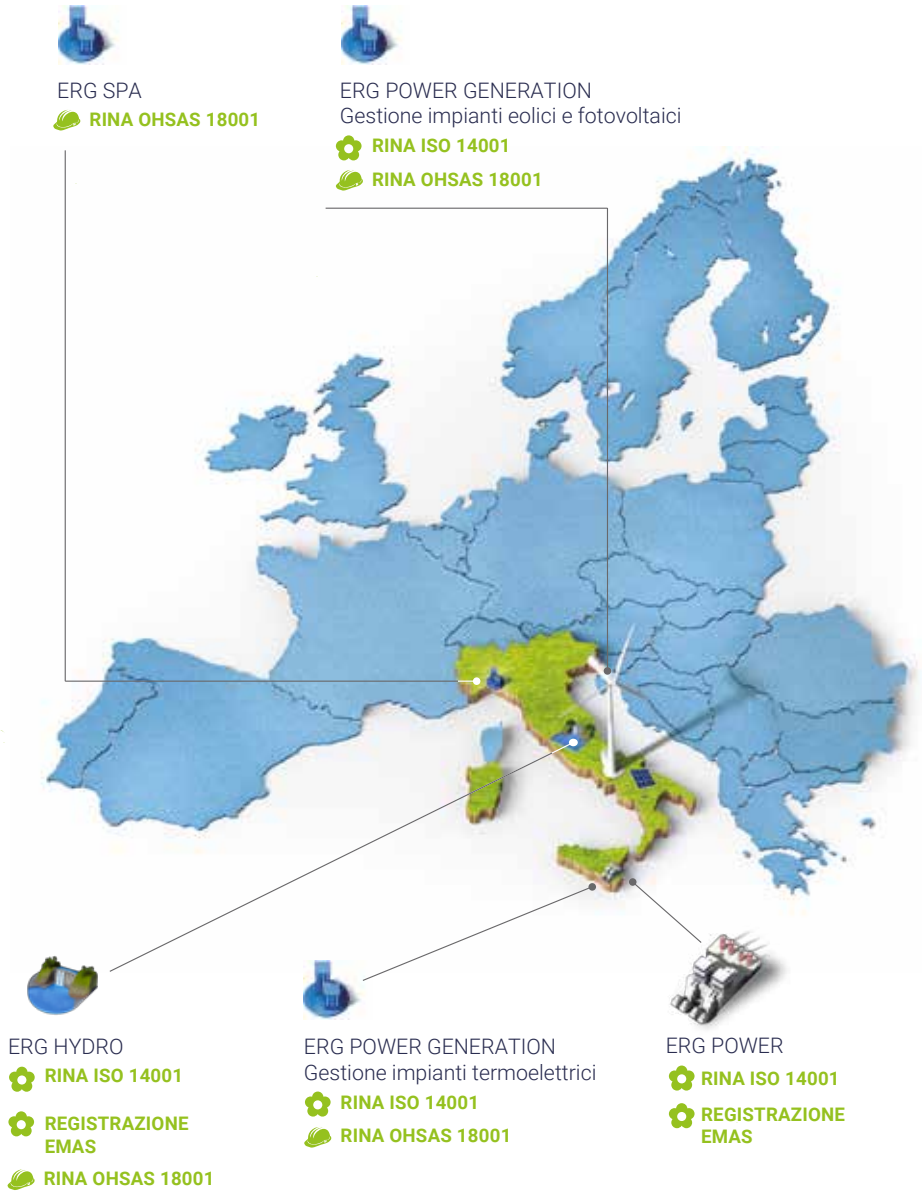 ERG SPA
RINA OHSAS 18001
ERG POWER GENERATION
Gestione impianti eolici e fotovoltaici
RINA ISO 14001
RINA OHSAS 18001
ERG HYDRO
RINA ISO 14001
REGISTRAZIONE
EMAS
RINA OHSAS 18001
ERG POWER GENERATION
Gestione impianti termoelettrici
RINA ISO 14001
RINA OHSAS 18001
ERG POWER
RINA ISO 14001
REGISTRAZIONE
EMAS